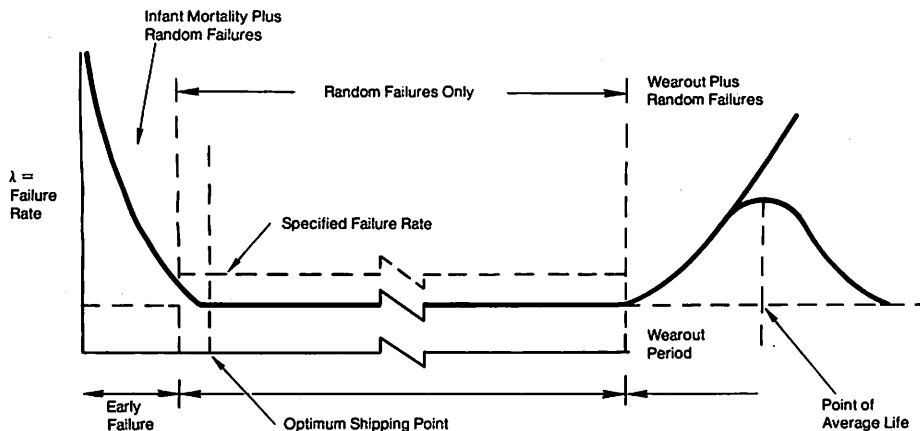 Infant Mortality Plus
Random Failures
Random Failures Only
Wearout Plus
Random Failures
λ =
Failure
Rate
Specified Failure Rate
Wearout
Period
Early
Failure
Optimum Shipping Point
Point of
Average Life